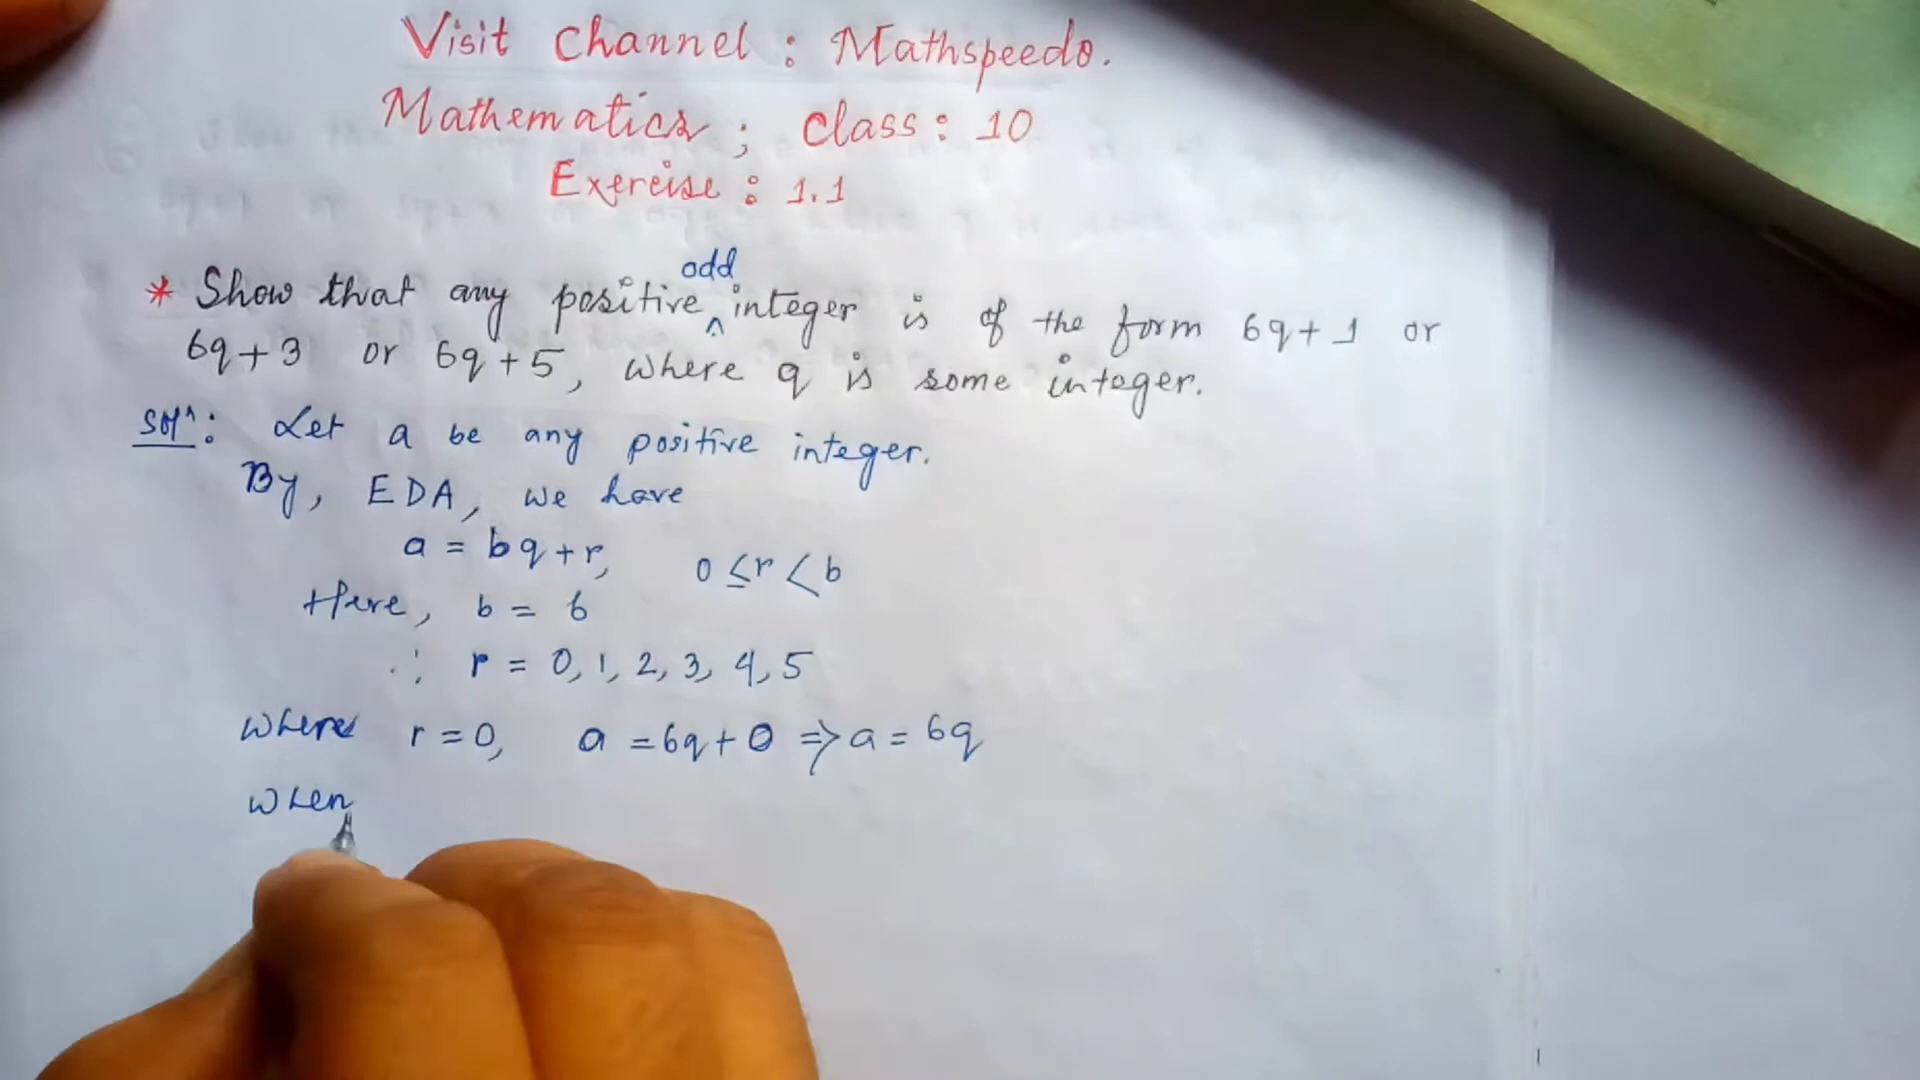 Visit Channel : Mathspeedo.
Mathematics ; Class : 10
Exercise : 1.1
odd
* Show that any positive ^ integer is of the form 6q + 1 or
6q + 3 or 6q + 5, where q is some integer.
Solⁿ : Let a be any positive integer.
By, EDA, we have
a = bq + r, 0 ≤ r < b
Here, b = 6
∴ r = 0, 1, 2, 3, 4, 5
where r = 0, a = 6q + 0 ⇒ a = 6q
when